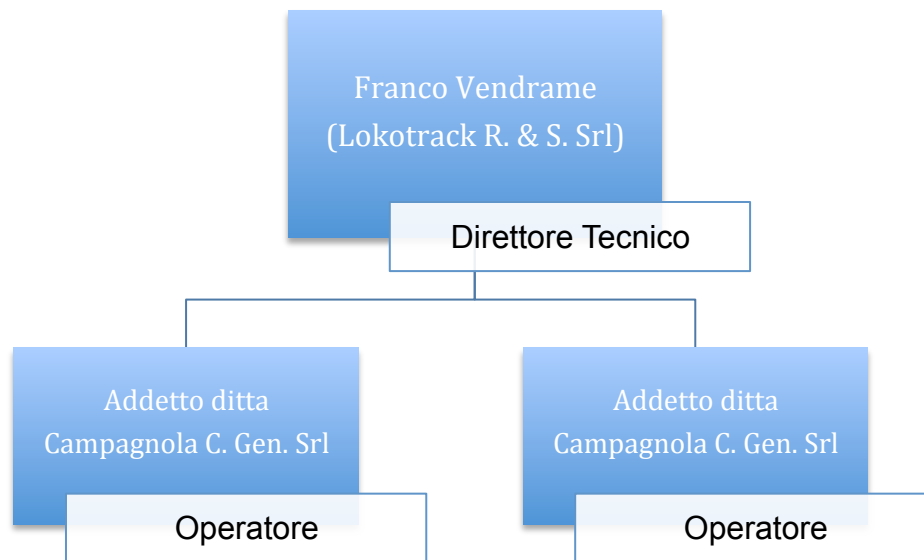 Franco Vendrame
(Lokotrack R. & S. Srl)
Direttore Tecnico
Addetto ditta
Campagnola C. Gen. Srl
Operatore
Addetto ditta
Campagnola C. Gen. Srl
Operatore